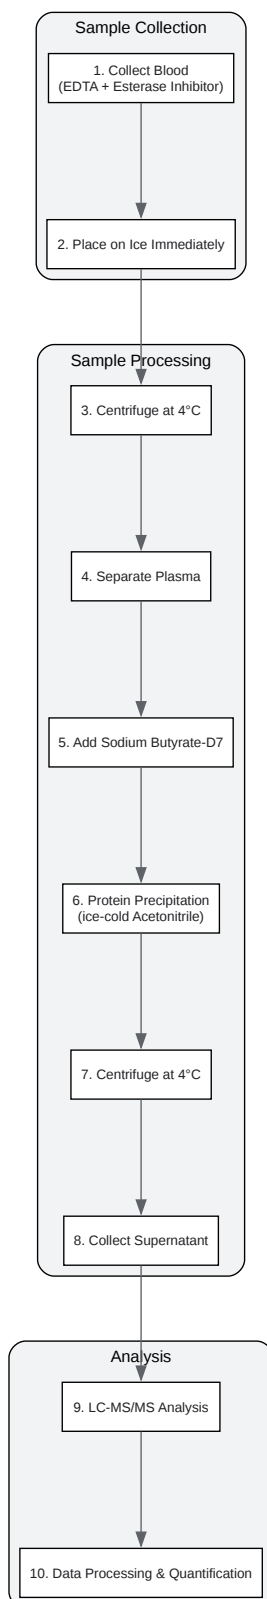 Sample Collection
1. Collect Blood
(EDTA + Esterase Inhibitor)
2. Place on Ice Immediately
Sample Processing
3. Centrifuge at 4°C
4. Separate Plasma
5. Add Sodium Butyrate-D7
6. Protein Precipitation
(ice-cold Acetonitrile)
7. Centrifuge at 4°C
8. Collect Supernatant
Analysis
9. LC-MS/MS Analysis
10. Data Processing & Quantification